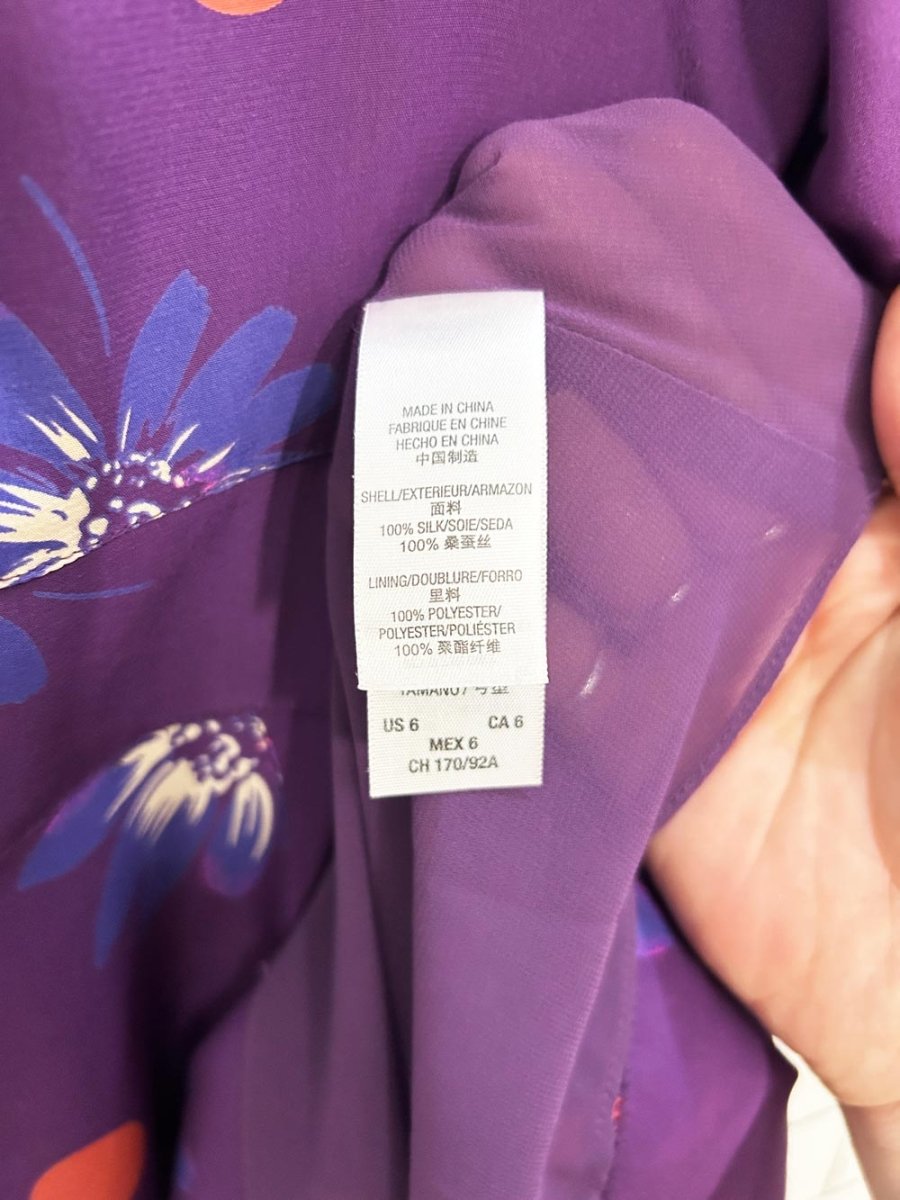 MADE IN CHINA
FABRIQUE EN CHINE
HECHO EN CHINA
中国制造
SHELL/EXTERIEUR/ARMAZON
面料
100% SILK/SOIE/SEDA
100% 桑蚕丝
LINING/DOUBLURE/FORRO
里料
100% POLYESTER/
POLYESTER/POLIÉSTER
100% 聚酯纤维
US 6 CA 6
MEX 6
CH 170/92A